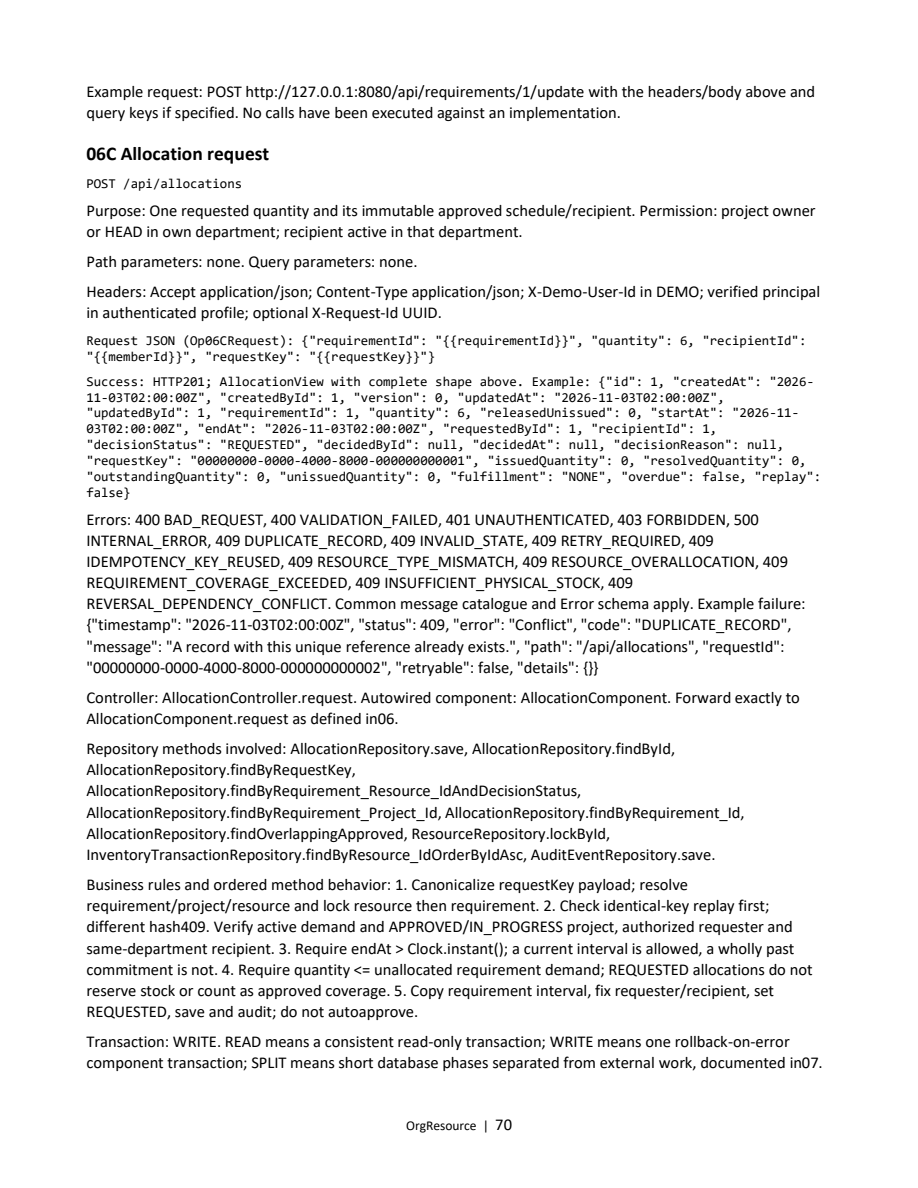 Example request: POST http://127.0.0.1:8080/api/requirements/1/update with the headers/body above and
query keys if specified. No calls have been executed against an implementation.
06C Allocation request
POST /api/allocations
Purpose: One requested quantity and its immutable approved schedule/recipient. Permission: project owner
or HEAD in own department; recipient active in that department.
Path parameters: none. Query parameters: none.
Headers: Accept application/json; Content-Type application/json; X-Demo-User-Id in DEMO; verified principal
in authenticated profile; optional X-Request-Id UUID.
Request JSON (Op06CRequest): {"requirementId": "{{requirementId}}", "quantity": 6, "recipientId":
"{{memberId}}", "requestKey": "{{requestKey}}"}
Success: HTTP201; AllocationView with complete shape above. Example: {"id": 1, "createdAt": "2026-
11-03T02:00:00Z", "createdById": 1, "version": 0, "updatedAt": "2026-11-03T02:00:00Z",
"updatedById": 1, "requirementId": 1, "quantity": 6, "releasedUnissued": 0, "startAt": "2026-11-
03T02:00:00Z", "endAt": "2026-11-03T02:00:00Z", "requestedById": 1, "recipientId": 1,
"decisionStatus": "REQUESTED", "decidedById": null, "decidedAt": null, "decisionReason": null,
"requestKey": "00000000-0000-4000-8000-000000000001", "issuedQuantity": 0, "resolvedQuantity": 0,
"outstandingQuantity": 0, "unissuedQuantity": 0, "fulfillment": "NONE", "overdue": false, "replay":
false}
Errors: 400 BAD_REQUEST, 400 VALIDATION_FAILED, 401 UNAUTHENTICATED, 403 FORBIDDEN, 500
INTERNAL_ERROR, 409 DUPLICATE_RECORD, 409 INVALID_STATE, 409 RETRY_REQUIRED, 409
IDEMPOTENCY_KEY_REUSED, 409 RESOURCE_TYPE_MISMATCH, 409 RESOURCE_OVERALLOCATION, 409
REQUIREMENT_COVERAGE_EXCEEDED, 409 INSUFFICIENT_PHYSICAL_STOCK, 409
REVERSAL_DEPENDENCY_CONFLICT. Common message catalogue and Error schema apply. Example failure:
{"timestamp": "2026-11-03T02:00:00Z", "status": 409, "error": "Conflict", "code": "DUPLICATE_RECORD",
"message": "A record with this unique reference already exists.", "path": "/api/allocations", "requestId":
"00000000-0000-4000-8000-000000000002", "retryable": false, "details": {}}
Controller: AllocationController.request. Autowired component: AllocationComponent. Forward exactly to
AllocationComponent.request as defined in06.
Repository methods involved: AllocationRepository.save, AllocationRepository.findById,
AllocationRepository.findByRequestKey,
AllocationRepository.findByRequirement_Resource_IdAndDecisionStatus,
AllocationRepository.findByRequirement_Project_Id, AllocationRepository.findByRequirement_Id,
AllocationRepository.findOverlappingApproved, ResourceRepository.lockById,
InventoryTransactionRepository.findByResource_IdOrderByIdAsc, AuditEventRepository.save.
Business rules and ordered method behavior: 1. Canonicalize requestKey payload; resolve
requirement/project/resource and lock resource then requirement. 2. Check identical-key replay first;
different hash409. Verify active demand and APPROVED/IN_PROGRESS project, authorized requester and
same-department recipient. 3. Require endAt > Clock.instant(); a current interval is allowed, a wholly past
commitment is not. 4. Require quantity <= unallocated requirement demand; REQUESTED allocations do not
reserve stock or count as approved coverage. 5. Copy requirement interval, fix requester/recipient, set
REQUESTED, save and audit; do not autoapprove.
Transaction: WRITE. READ means a consistent read-only transaction; WRITE means one rollback-on-error
component transaction; SPLIT means short database phases separated from external work, documented in07.
OrgResource | 70